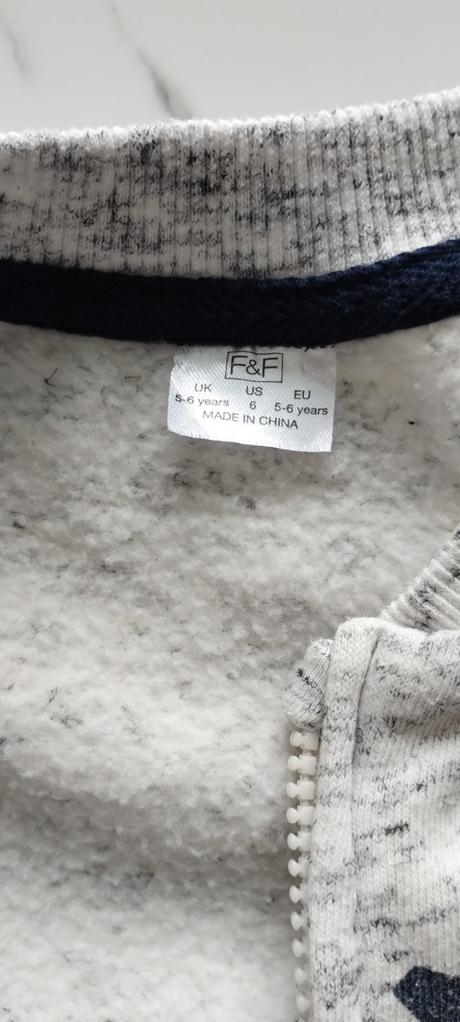 F&F
UK US EU
5-6 years 6 5-6 years
MADE IN CHINA